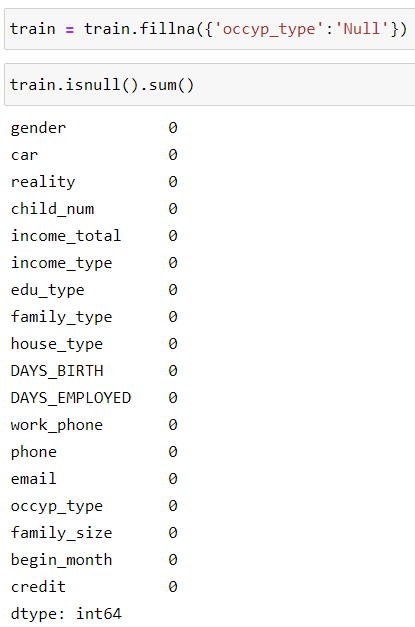 train = train.fillna({'occyp_type':'Null'})
train.isnull().sum()
gender 0
car 0
reality 0
child_num 0
income_total 0
income_type 0
edu_type 0
family_type 0
house_type 0
DAYS_BIRTH 0
DAYS_EMPLOYED 0
work_phone 0
phone 0
email 0
occyp_type 0
family_size 0
begin_month 0
credit 0
dtype: int64